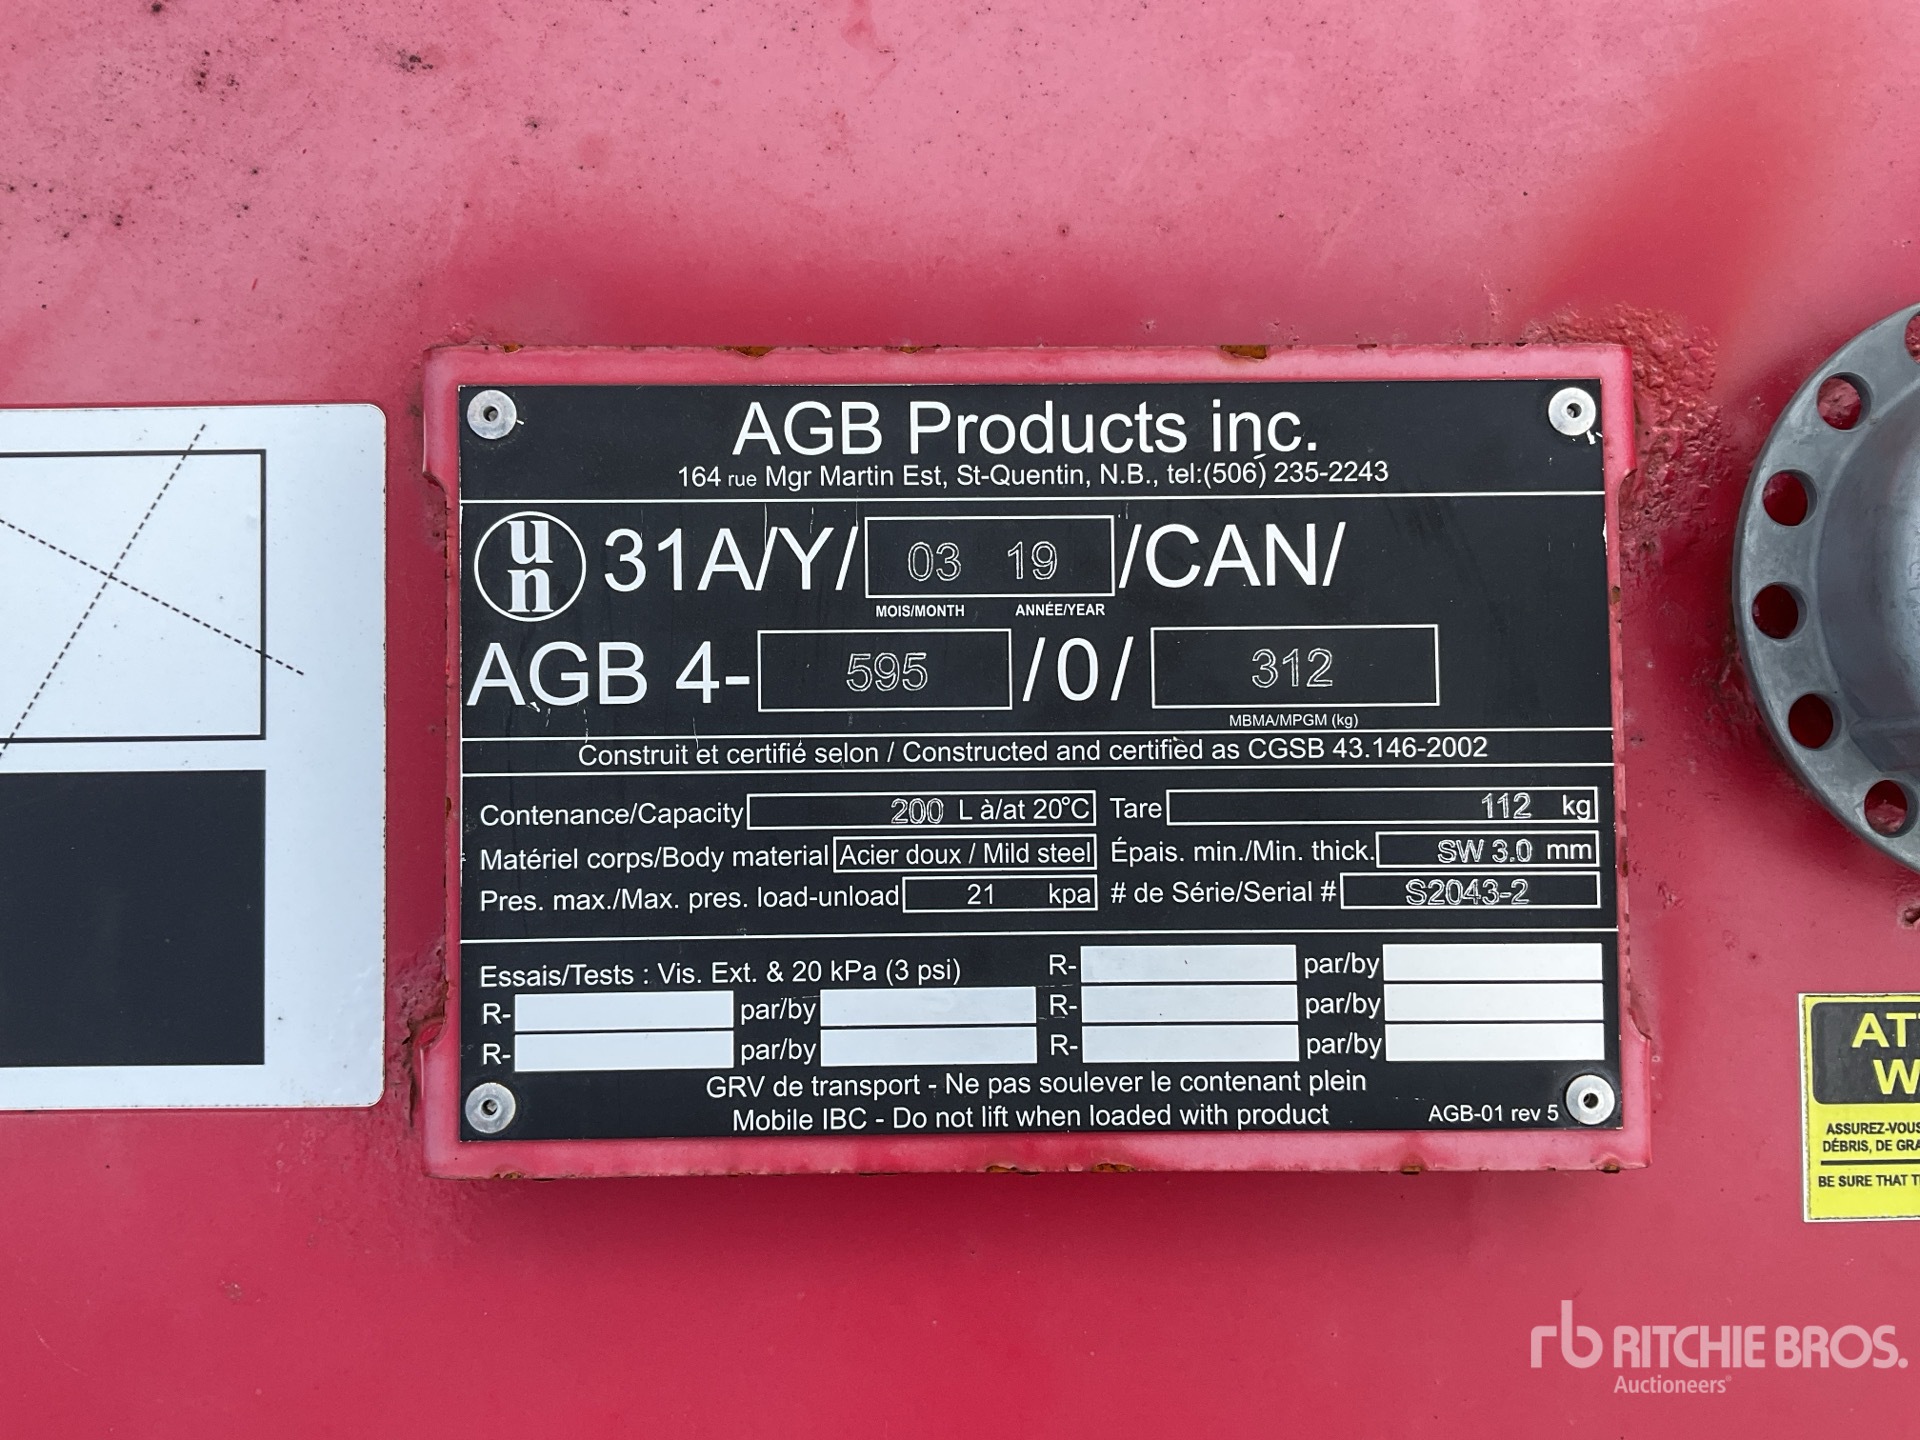 AGB Products inc.
164 rue Mgr Martin Est, St-Quentin, N.B., tel:(506) 235-2243
un 31A/Y/ 03 19 /CAN/
MOIS/MONTH ANNÉE/YEAR
AGB 4- 595 /0/ 312
MBMA/MPGM (kg)
Construit et certifié selon / Constructed and certified as CGSB 43.146-2002
Contenance/Capacity 200 L à/at 20°C Tare 112 kg
Matériel corps/Body material Acier doux / Mild steel Épais. min./Min. thick. SW 3.0 mm
Pres. max./Max. pres. load-unload 21 kpa # de Série/Serial # S2043-2
Essais/Tests : Vis. Ext. & 20 kPa (3 psi) R- par/by
R- par/by R- par/by
R- par/by R- par/by
GRV de transport - Ne pas soulever le contenant plein
Mobile IBC - Do not lift when loaded with product AGB-01 rev 5
ASSUREZ-VOUS
DÉBRIS, DE
BE SURE THAT
rb RITCHIE BROS.
Auctioneers